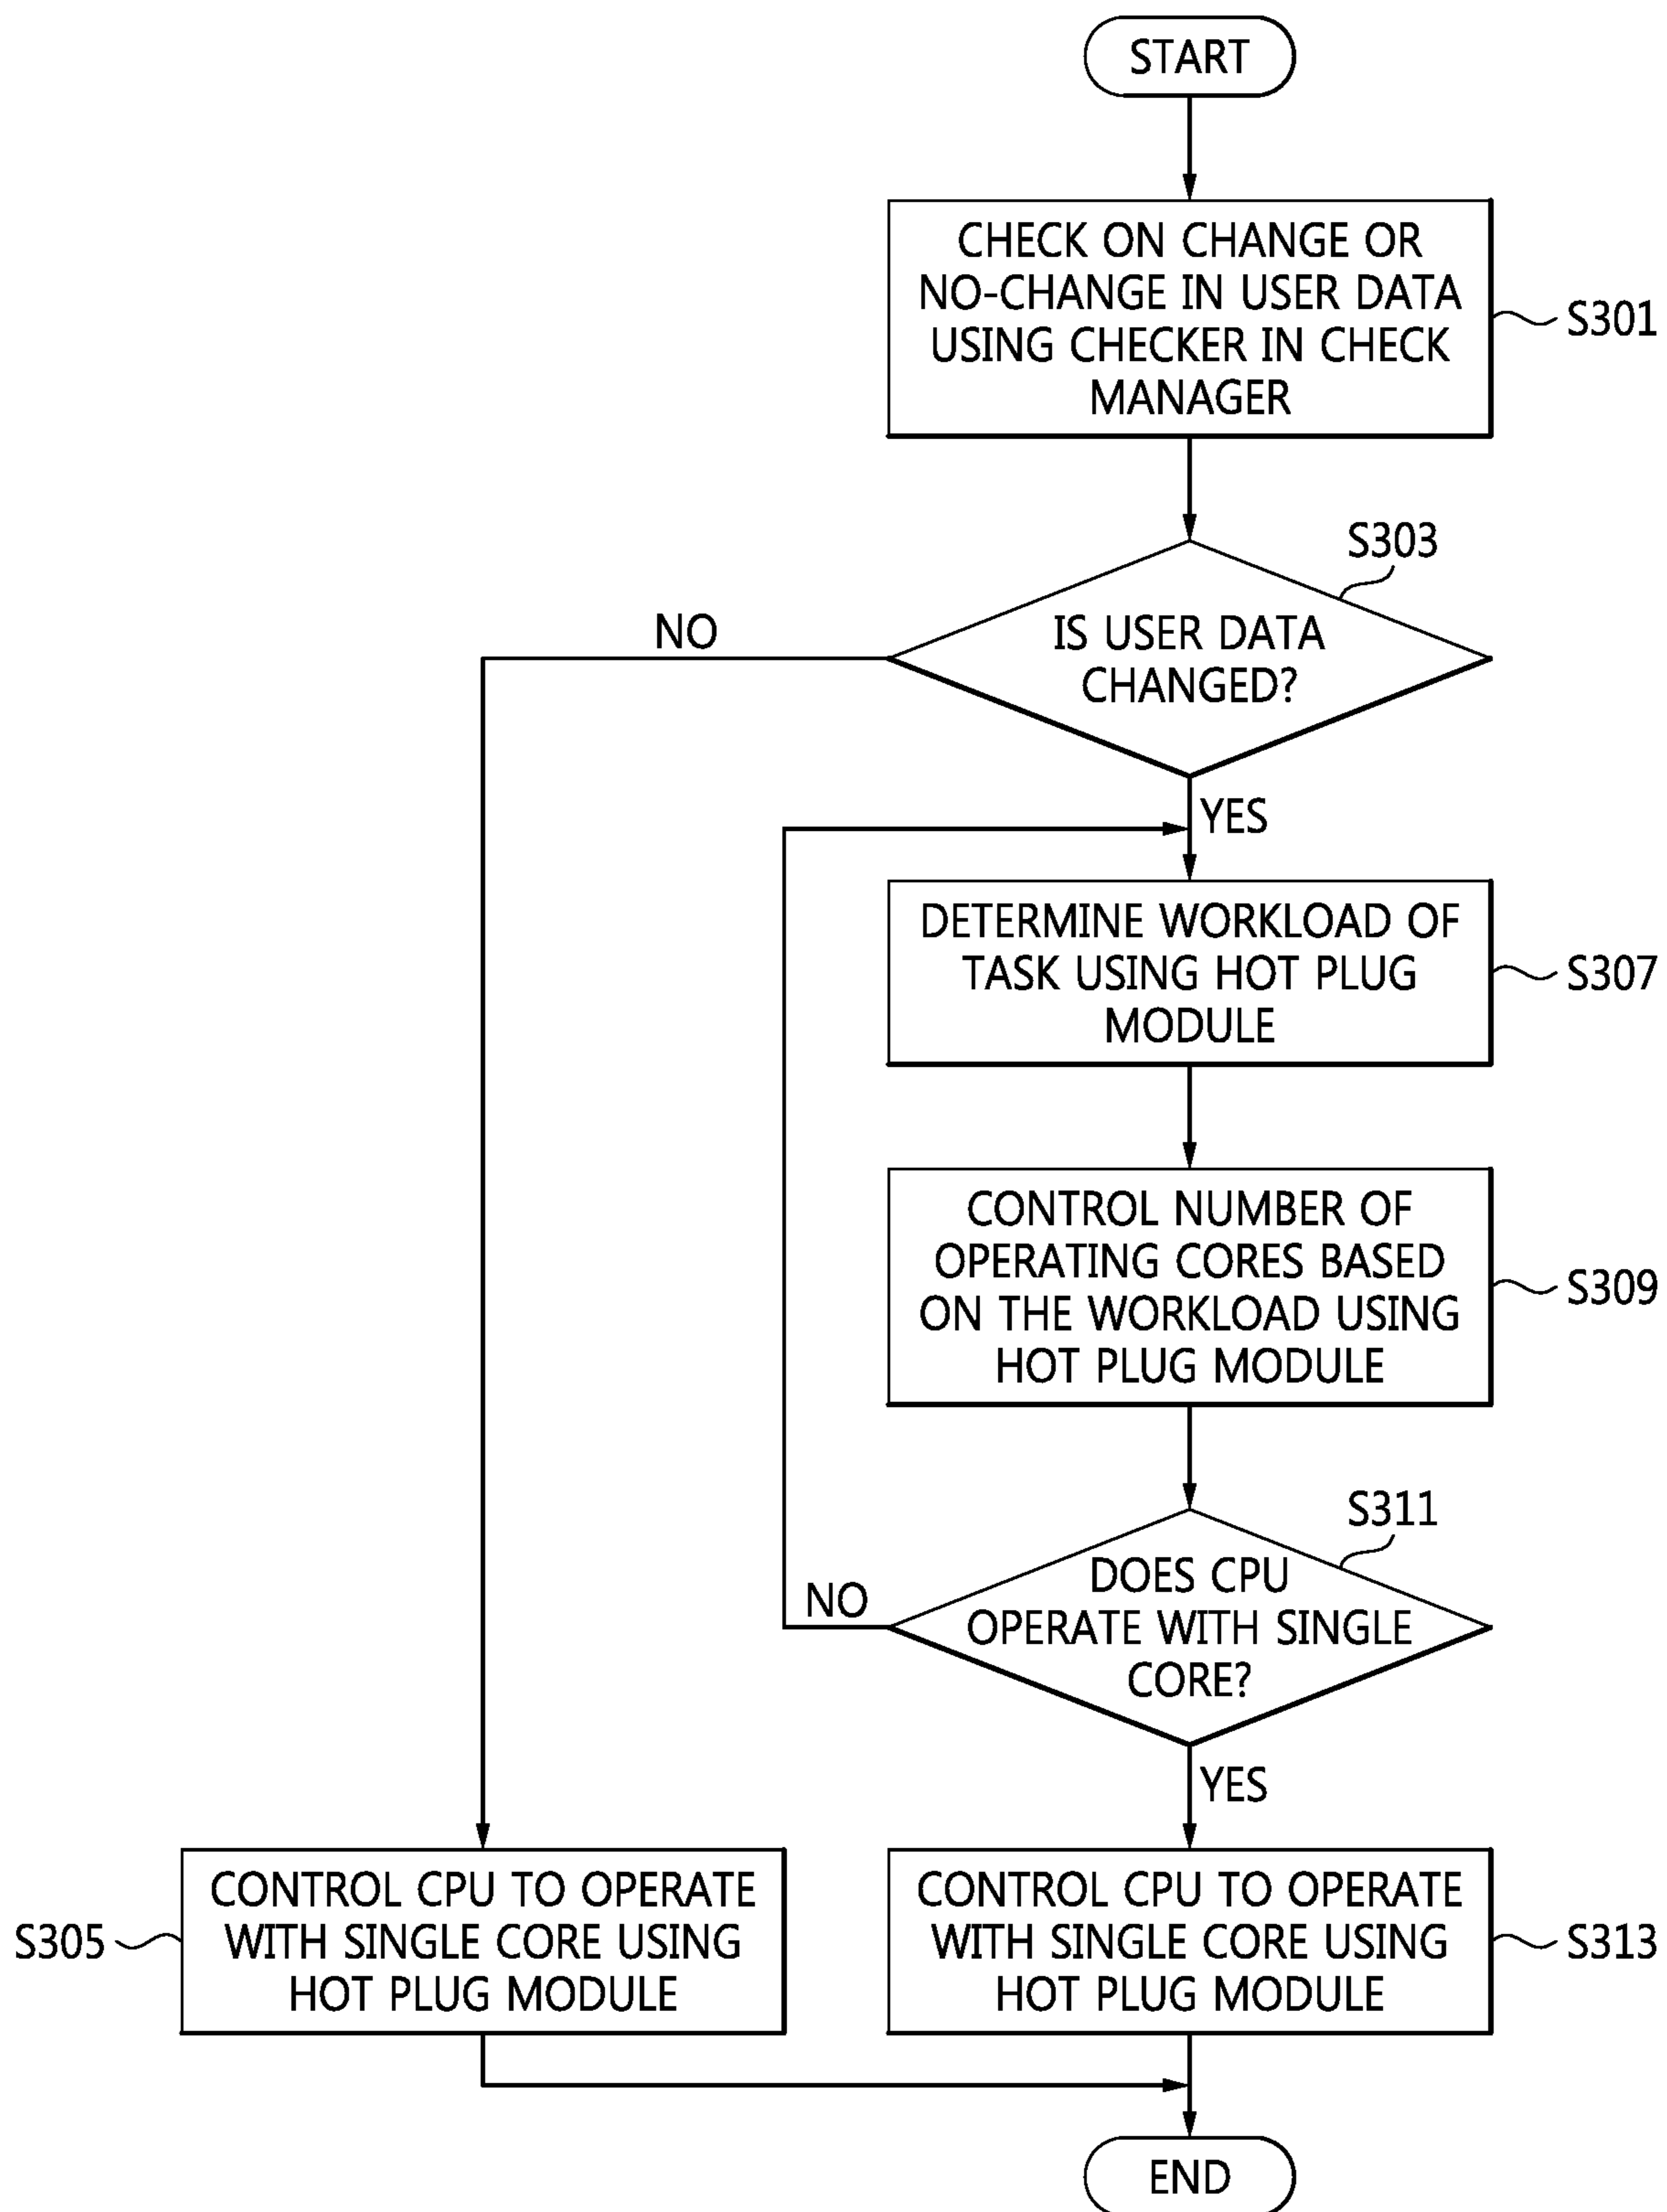 START
CHECK ON CHANGE OR
NO-CHANGE IN USER DATA
USING CHECKER IN CHECK
MANAGER
S301
S303
IS USER DATA
CHANGED?
NO
YES
DETERMINE WORKLOAD OF
TASK USING HOT PLUG
MODULE
S307
CONTROL NUMBER OF
OPERATING CORES BASED
ON THE WORKLOAD USING
HOT PLUG MODULE
S309
S311
DOES CPU
OPERATE WITH SINGLE
CORE?
NO
YES
S305
CONTROL CPU TO OPERATE
WITH SINGLE CORE USING
HOT PLUG MODULE
CONTROL CPU TO OPERATE
WITH SINGLE CORE USING
HOT PLUG MODULE
S313
END